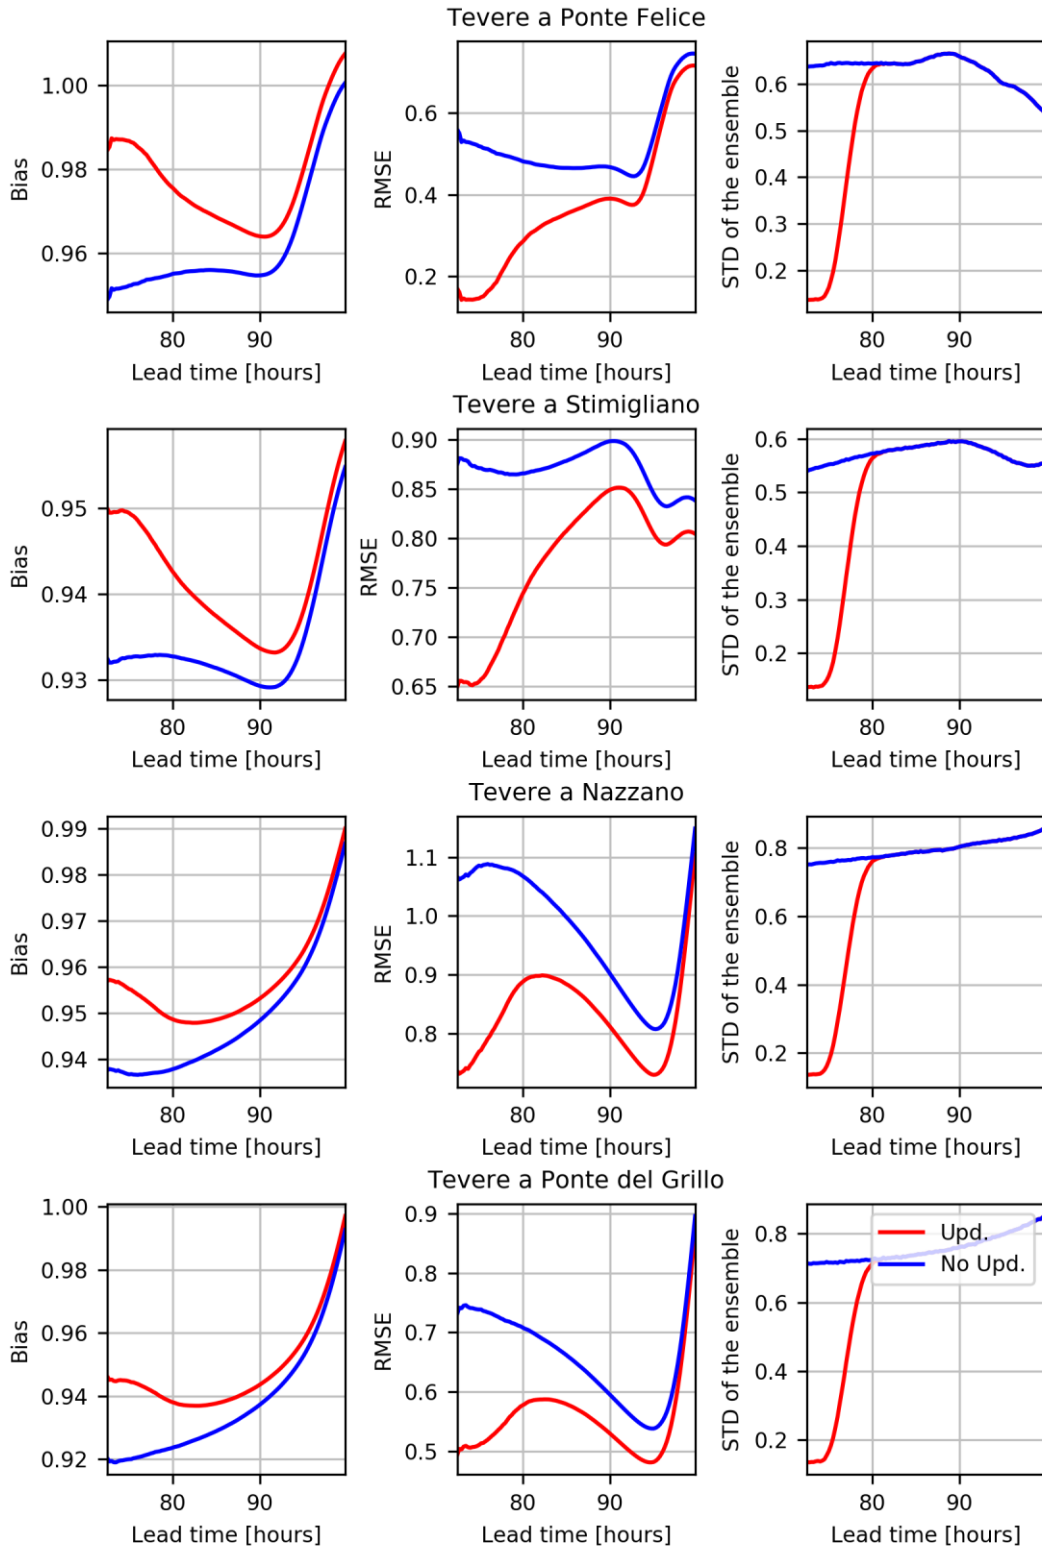 Tevere a Ponte Felice
Bias
1.00
0.98
0.96
80 90
Lead time [hours]
RMSE
0.6
0.4
0.2
80 90
Lead time [hours]
STD of the ensemble
0.6
0.5
0.4
0.3
0.2
80 90
Lead time [hours]
Tevere a Stimigliano
Bias
0.95
0.94
0.93
80 90
Lead time [hours]
RMSE
0.90
0.85
0.80
0.75
0.70
0.65
80 90
Lead time [hours]
STD of the ensemble
0.6
0.5
0.4
0.3
0.2
80 90
Lead time [hours]
Tevere a Nazzano
Bias
0.99
0.98
0.97
0.96
0.95
0.94
80 90
Lead time [hours]
RMSE
1.1
1.0
0.9
0.8
80 90
Lead time [hours]
STD of the ensemble
0.8
0.6
0.4
0.2
80 90
Lead time [hours]
Tevere a Ponte del Grillo
Bias
1.00
0.98
0.96
0.94
0.92
80 90
Lead time [hours]
RMSE
0.9
0.8
0.7
0.6
0.5
80 90
Lead time [hours]
STD of the ensemble
0.8
0.6
0.4
0.2
80 90
Lead time [hours]
Upd.
No Upd.